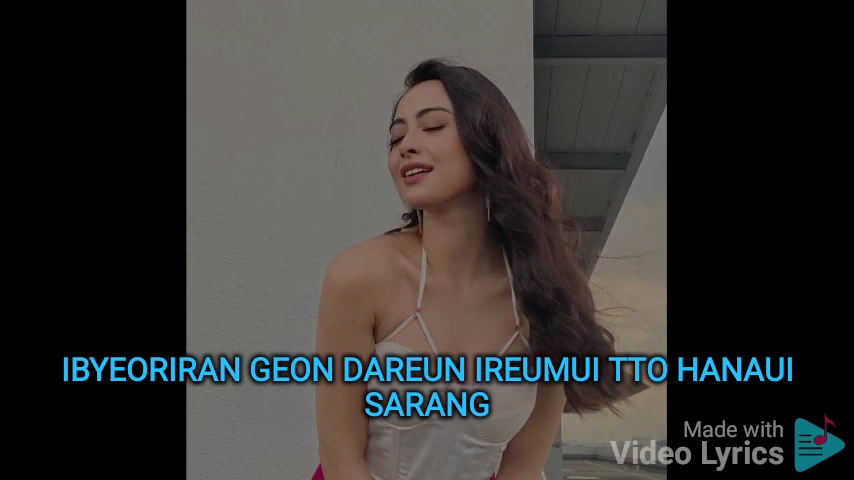 IBYEORIRAN GEON DAREUN IREUMUI TTO HANAUI
SARANG
Made with
Video Lyrics